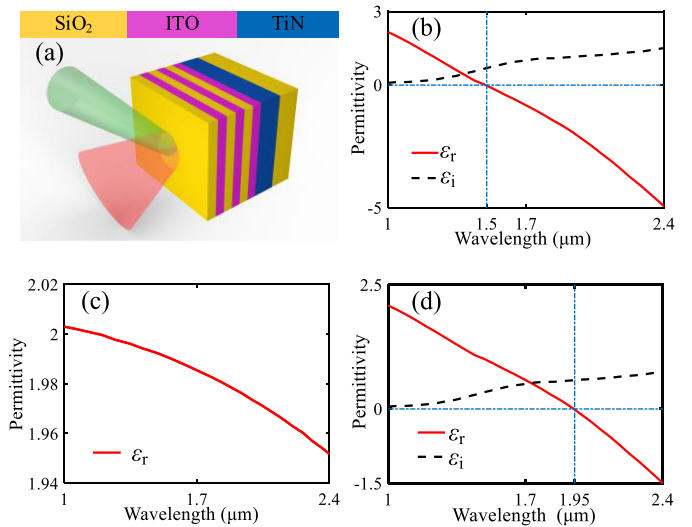 SiO₂ ITO TiN
(a)
(b)
3
0
-5
Permittivity
εr
εi
1 1.5 1.7 2.4
Wavelength (μm)
(c)
2.02
2
1.98
1.96
1.94
Permittivity
εr
1 1.7 2.4
Wavelength (μm)
(d)
2.5
0
-1.5
Permittivity
εr
εi
1 1.7 1.95 2.4
Wavelength (μm)